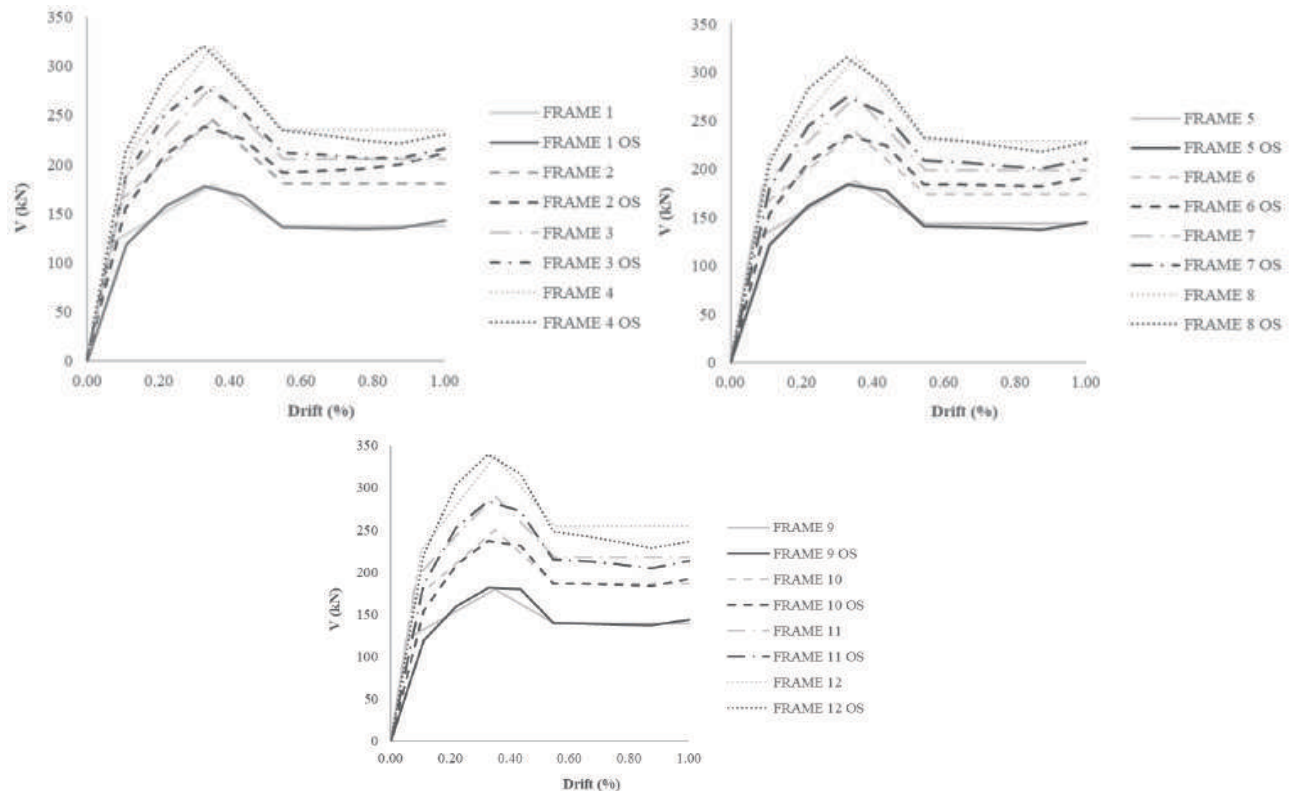 350
300
250
200
150
100
50
0
V (kN)
0.00 0.20 0.40 0.60 0.80 1.00
Drift (%)
FRAME 1
FRAME 1 OS
FRAME 2
FRAME 2 OS
FRAME 3
FRAME 3 OS
FRAME 4
FRAME 4 OS
350
300
250
200
150
100
50
0
V (kN)
0.00 0.20 0.40 0.60 0.80 1.00
Drift (%)
FRAME 5
FRAME 5 OS
FRAME 6
FRAME 6 OS
FRAME 7
FRAME 7 OS
FRAME 8
FRAME 8 OS
350
300
250
200
150
100
50
0
V (kN)
0.00 0.20 0.40 0.60 0.80 1.00
Drift (%)
FRAME 9
FRAME 9 OS
FRAME 10
FRAME 10 OS
FRAME 11
FRAME 11 OS
FRAME 12
FRAME 12 OS